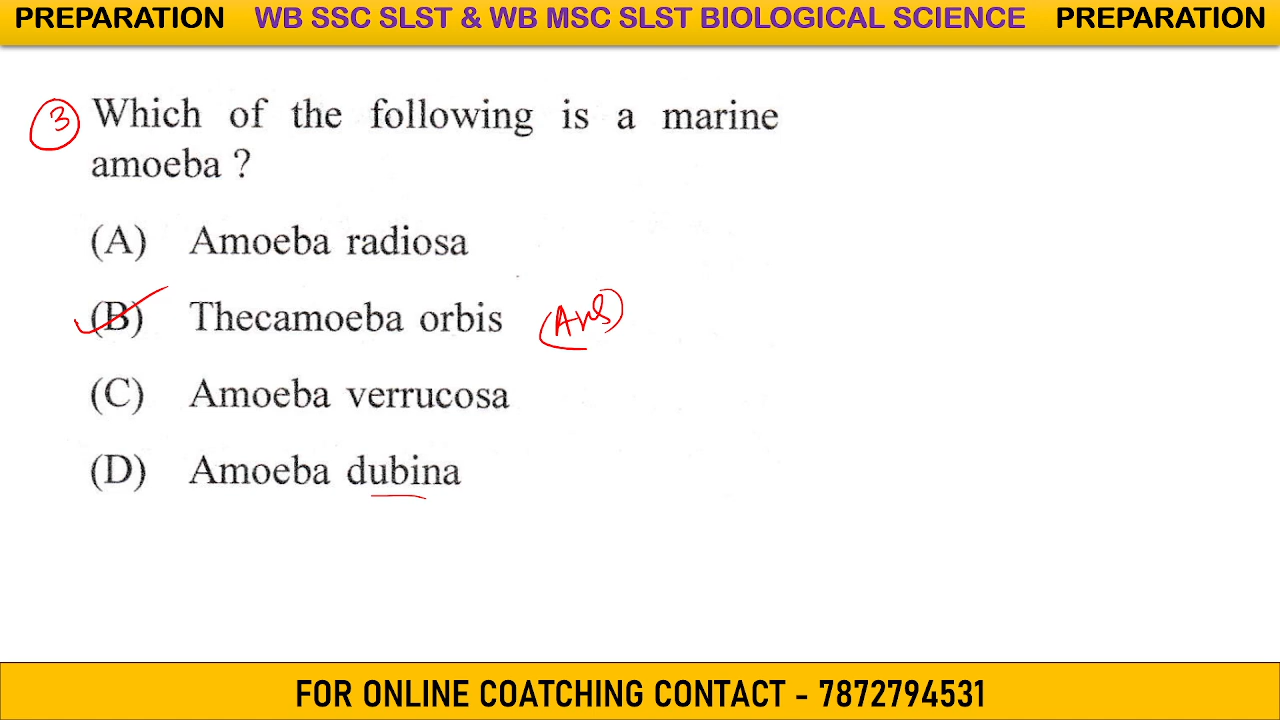 PREPARATION WB SSC SLST & WB MSC SLST BIOLOGICAL SCIENCE PREPARATION
3 Which of the following is a marine
amoeba ?
(A) Amoeba radiosa
(B) Thecamoeba orbis (Ans)
(C) Amoeba verrucosa
(D) Amoeba dubina
FOR ONLINE COATCHING CONTACT - 7872794531